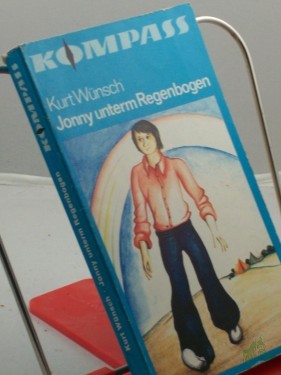 KOMPASS
Kurt Wünsch
Jonny unterm Regenbogen
KOMPASS
Kurt Wünsch Jonny unterm Regenbogen